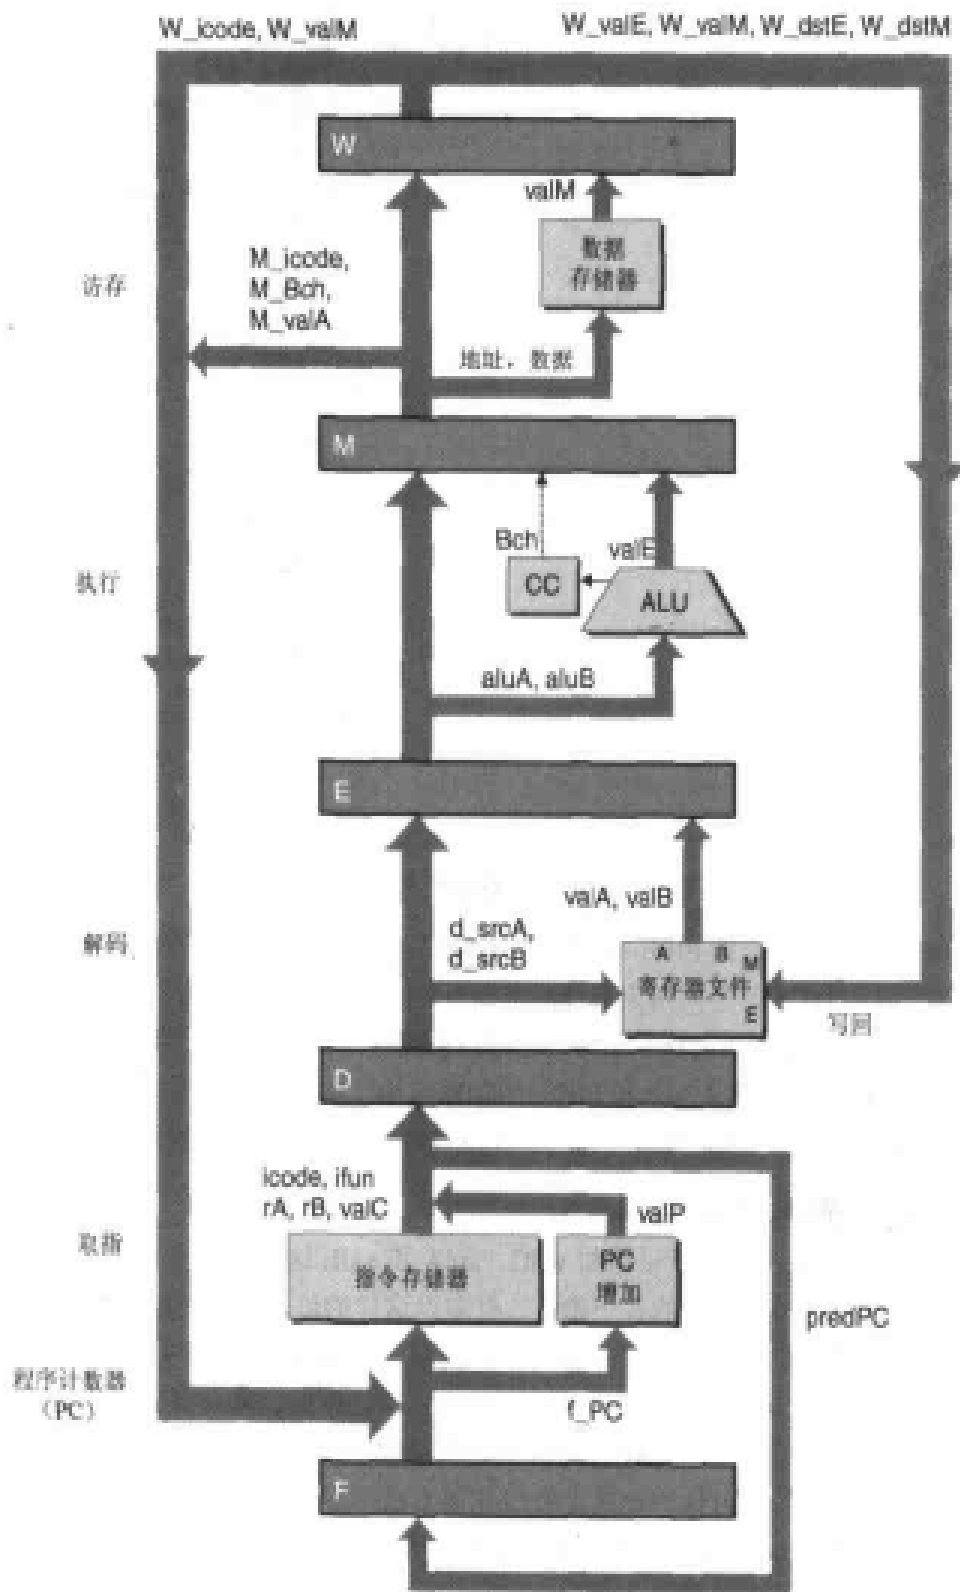 W_icode, W_valM
W_valE, W_valM, W_dstE, W_dstM
W
valM
数据
存储器
访存
M_icode,
M_Bch,
M_valA
地址，数据
M
Bch
valE
执行
CC
ALU
aluA, aluB
E
valA, valB
解码
d_srcA,
d_srcB
A
B
M
寄存器文件
E
写回
D
icode, ifun
rA, rB, valC
valP
取指
指令存储器
PC
增加
predPC
程序计数器
（PC）
f_PC
F